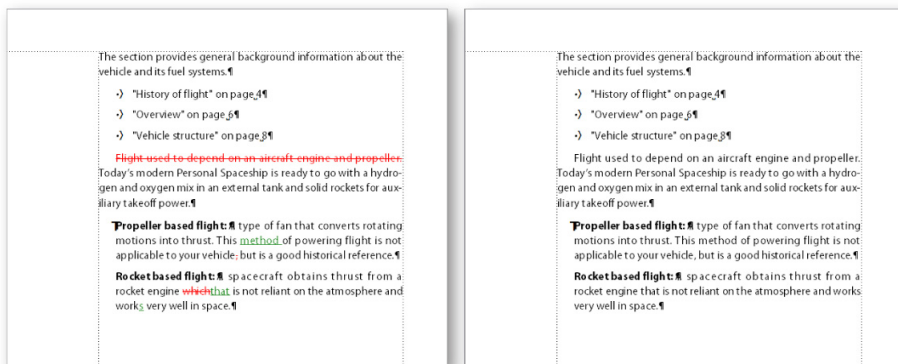 The section provides general background information about the
vehicle and its fuel systems.¶
"History of flight" on page 4¶
"Overview" on page 6¶
"Vehicle structure" on page 8¶
Flight used to depend on an aircraft engine and propeller.
Today's modern Personal Spaceship is ready to go with a hydro-
gen and oxygen mix in an external tank and solid rockets for aux-
iliary takeoff power.¶
Propeller based flight: A type of fan that converts rotating
motions into thrust. This method of powering flight is not
applicable to your vehicle, but is a good historical reference.¶
Rocket based flight: A spacecraft obtains thrust from a
rocket engine whichthat is not reliant on the atmosphere and
works very well in space.¶
The section provides general background information about the
vehicle and its fuel systems.¶
"History of flight" on page 4¶
"Overview" on page 6¶
"Vehicle structure" on page 8¶
Flight used to depend on an aircraft engine and propeller.
Today's modern Personal Spaceship is ready to go with a hydro-
gen and oxygen mix in an external tank and solid rockets for aux-
iliary takeoff power.¶
Propeller based flight: A type of fan that converts rotating
motions into thrust. This method of powering flight is not
applicable to your vehicle, but is a good historical reference.¶
Rocket based flight: A spacecraft obtains thrust from a
rocket engine that is not reliant on the atmosphere and works
very well in space.¶